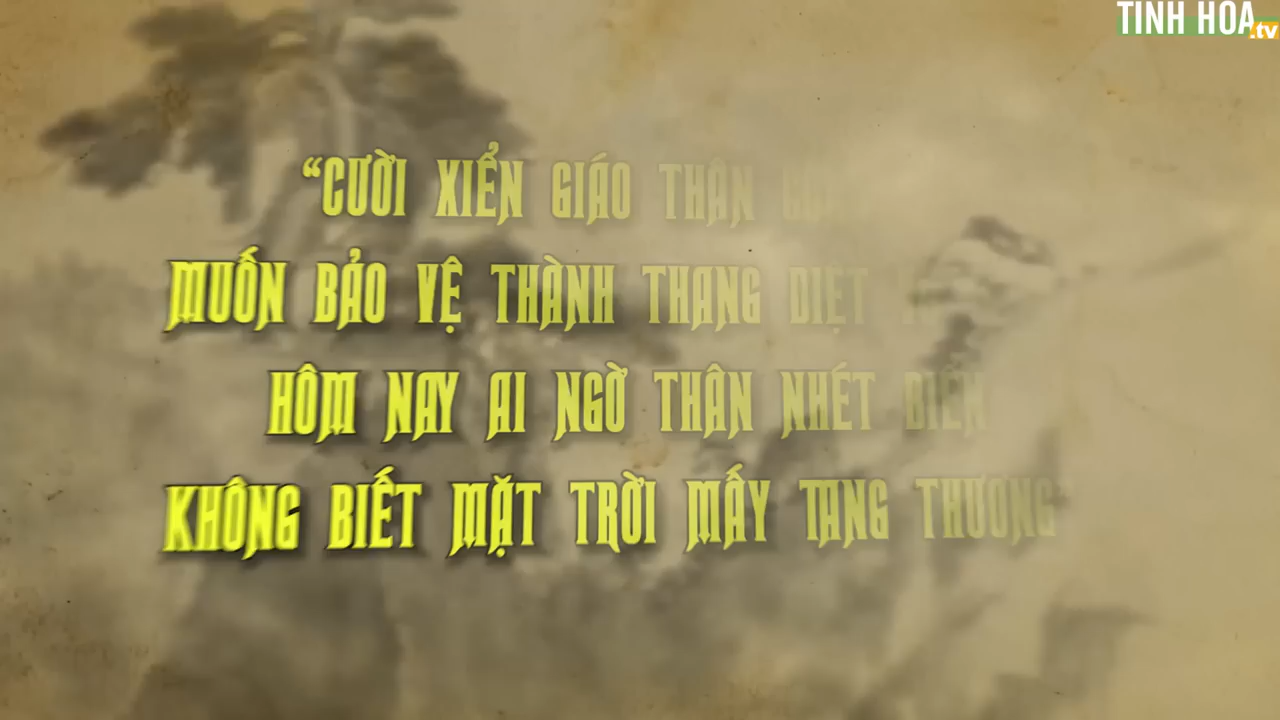 TINH HOA.tv
“CƯỜI XIỂN GIÁO THÂN
MUỐN BẢO VỆ THÀNH THANG DIỆT
HÔM NAY AI NGỜ THÂN NHÉT BIỂN
KHÔNG BIẾT MẶT TRỜI MẤY TANG THƯƠNG